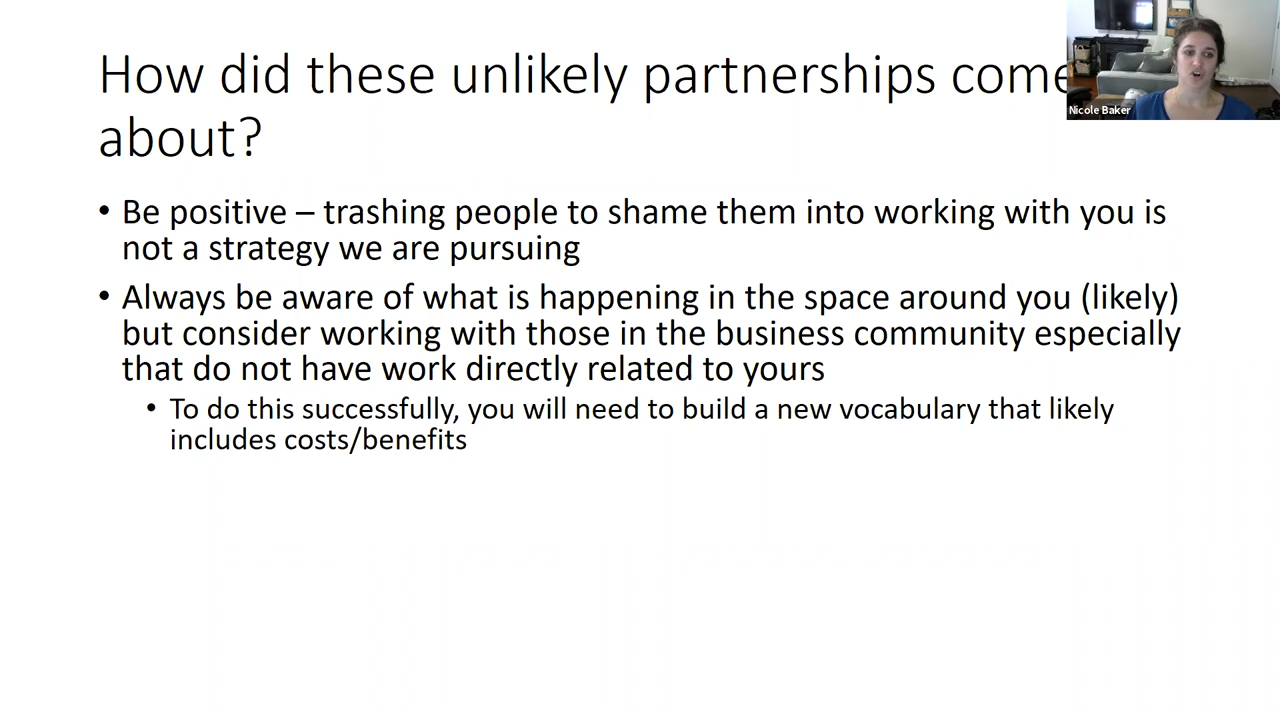 How did these unlikely partnerships come
about?
Nicole Baker
• Be positive – trashing people to shame them into working with you is
not a strategy we are pursuing
• Always be aware of what is happening in the space around you (likely)
but consider working with those in the business community especially
that do not have work directly related to yours
• To do this successfully, you will need to build a new vocabulary that likely
includes costs/benefits